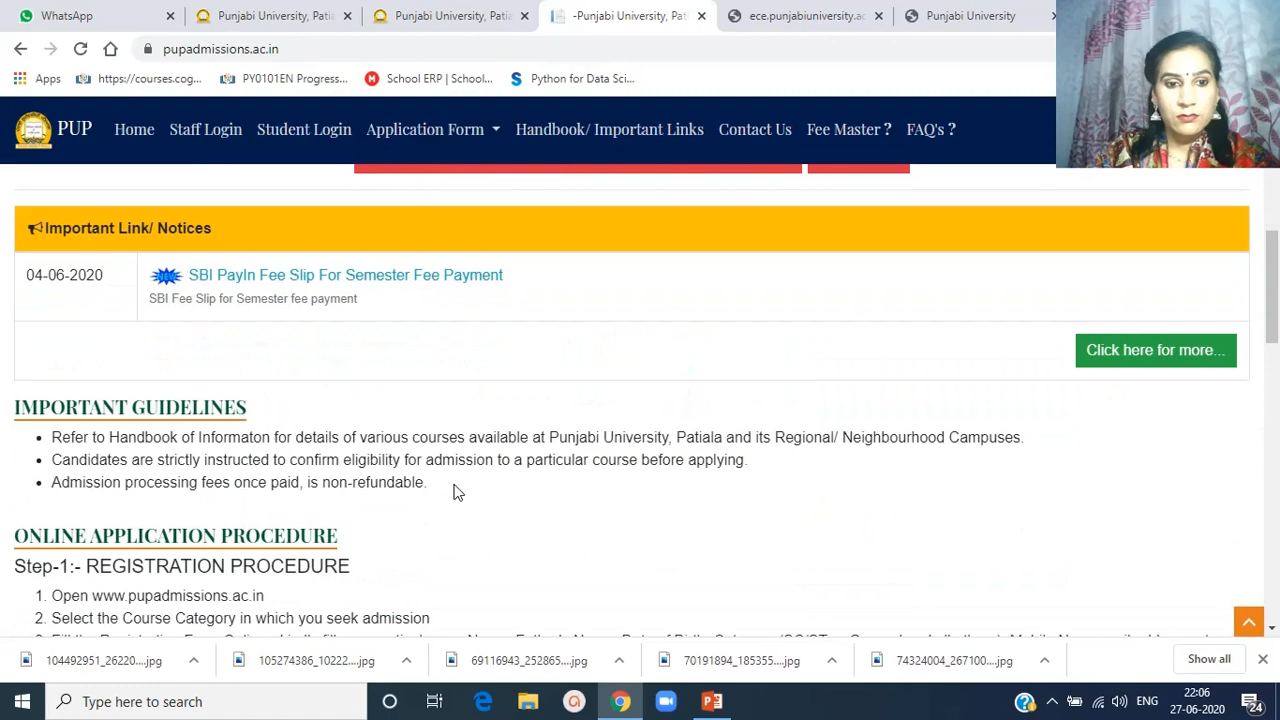 WhatsApp
Punjabi University, Patia
Punjabi University, Patia
-Punjabi University, Pat
ece.punjabiuniversity.ac
Punjabi University
pupadmissions.ac.in
Apps
https://courses.cog...
PY0101EN Progress...
School ERP | School...
Python for Data Sci...
PUP Home Staff Login Student Login Application Form Handbook/ Important Links Contact Us Fee Master ? FAQ's ?
Important Link/ Notices
04-06-2020
SBI PayIn Fee Slip For Semester Fee Payment
SBI Fee Slip for Semester fee payment
Click here for more...
IMPORTANT GUIDELINES
• Refer to Handbook of Informaton for details of various courses available at Punjabi University, Patiala and its Regional/ Neighbourhood Campuses.
• Candidates are strictly instructed to confirm eligibility for admission to a particular course before applying.
• Admission processing fees once paid, is non-refundable.
ONLINE APPLICATION PROCEDURE
Step-1:- REGISTRATION PROCEDURE
1. Open www.pupadmissions.ac.in
2. Select the Course Category in which you seek admission
104492951_26220....jpg
105274386_10222....jpg
69116943_252865....jpg
70191894_185355....jpg
74324004_267100....jpg
Show all
Type here to search
ENG
22:06
27-06-2020
24